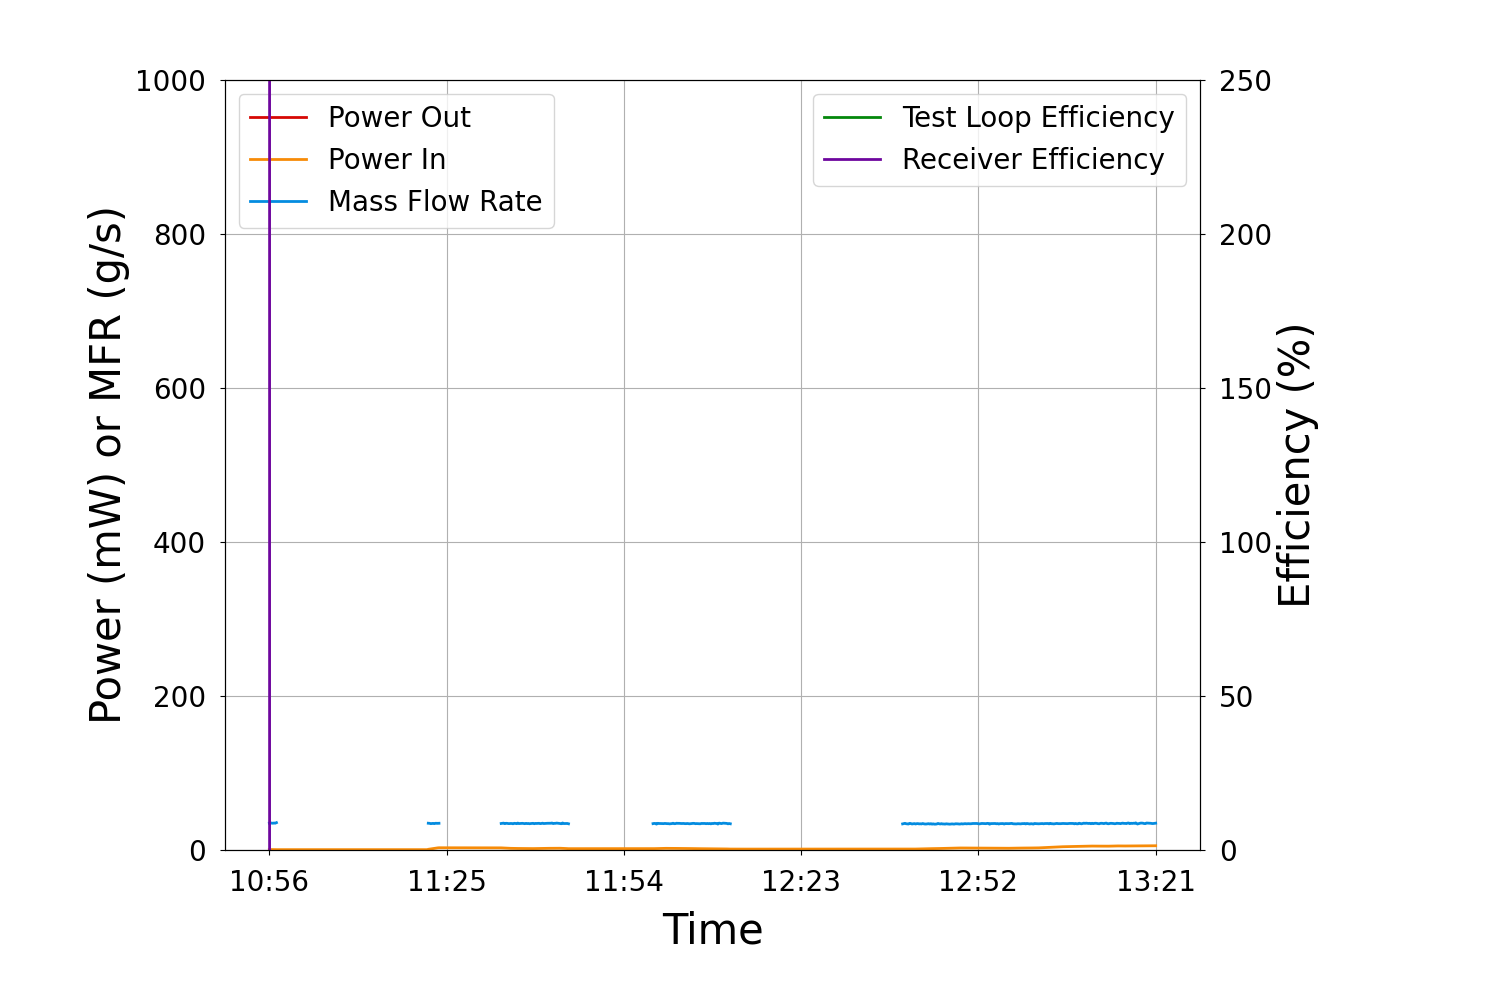 1000
800
600
400
200
0
Power (mW) or MFR (g/s)
Power Out
Power In
Mass Flow Rate
Test Loop Efficiency
Receiver Efficiency
250
200
150
100
50
0
Efficiency (%)
10:56 11:25 11:54 12:23 12:52 13:21
Time